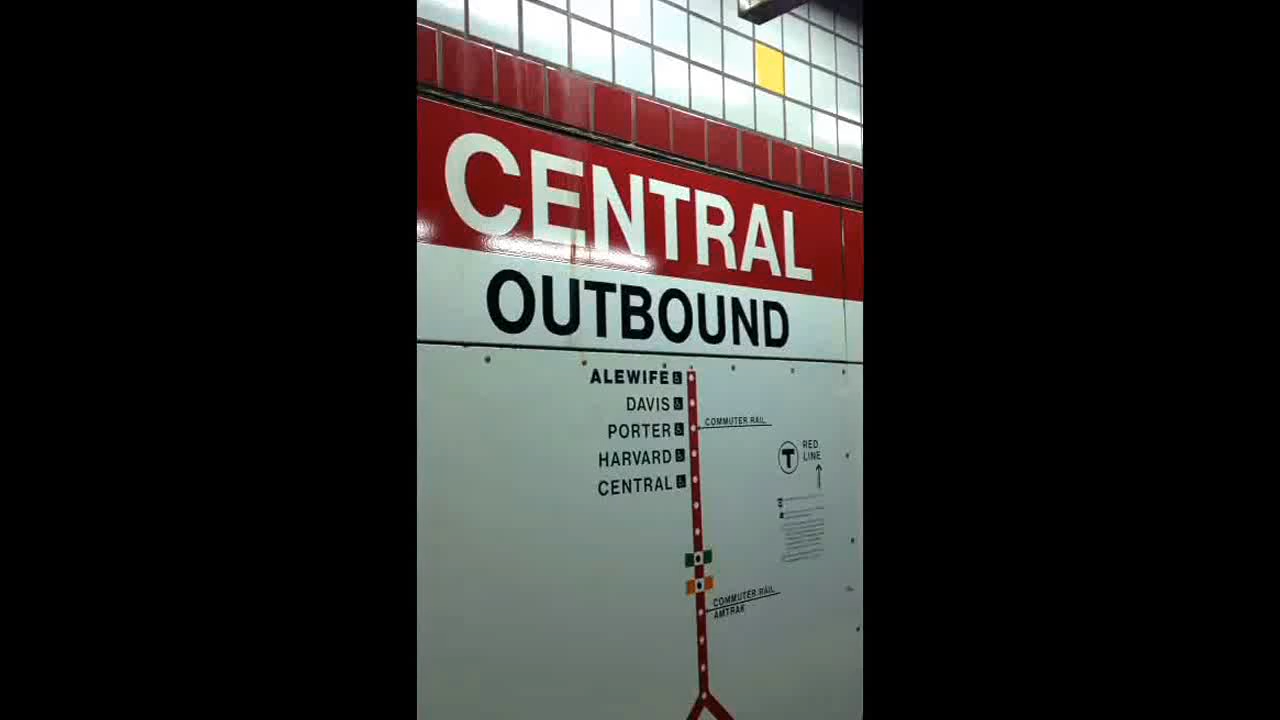 CENTRAL
OUTBOUND
ALEWIFE
DAVIS
COMMUTER RAIL
PORTER
RED
LINE
T
HARVARD
CENTRAL
COMMUTER RAIL
AMTRAK